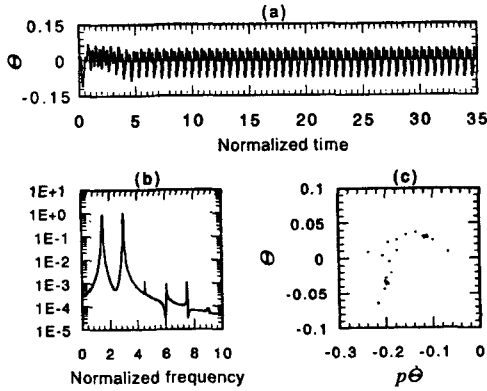 (a)
0.15
0
-0.15
Θ
0 5 10 15 20 25 30 35
Normalized time
(b)
1E+1
1E+0
1E-1
1E-2
1E-3
1E-4
1E-5
0 2 4 6 8 10
Normalized frequency
(c)
0.1
0.05
0
-0.05
-0.1
Θ
-0.3 -0.2 -0.1 0
pΘ̇